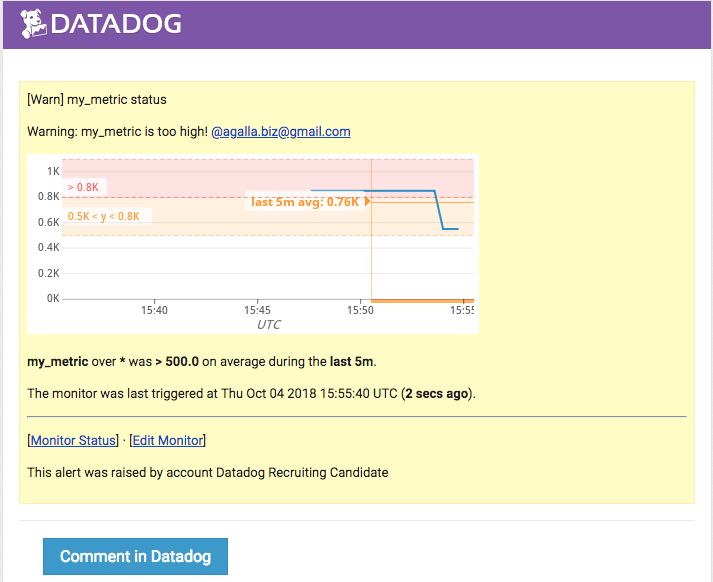 DATADOG
[Warn] my_metric status
Warning: my_metric is too high! @agalla.biz@gmail.com
1K
> 0.8K
0.8K
last 5m avg: 0.76K
0.5K < y < 0.8K
0.6K
0.4K
0.2K
0K
15:40 15:45 15:50 15:55
UTC
my_metric over * was > 500.0 on average during the last 5m.
The monitor was last triggered at Thu Oct 04 2018 15:55:40 UTC (2 secs ago).
[Monitor Status] · [Edit Monitor]
This alert was raised by account Datadog Recruiting Candidate
Comment in Datadog